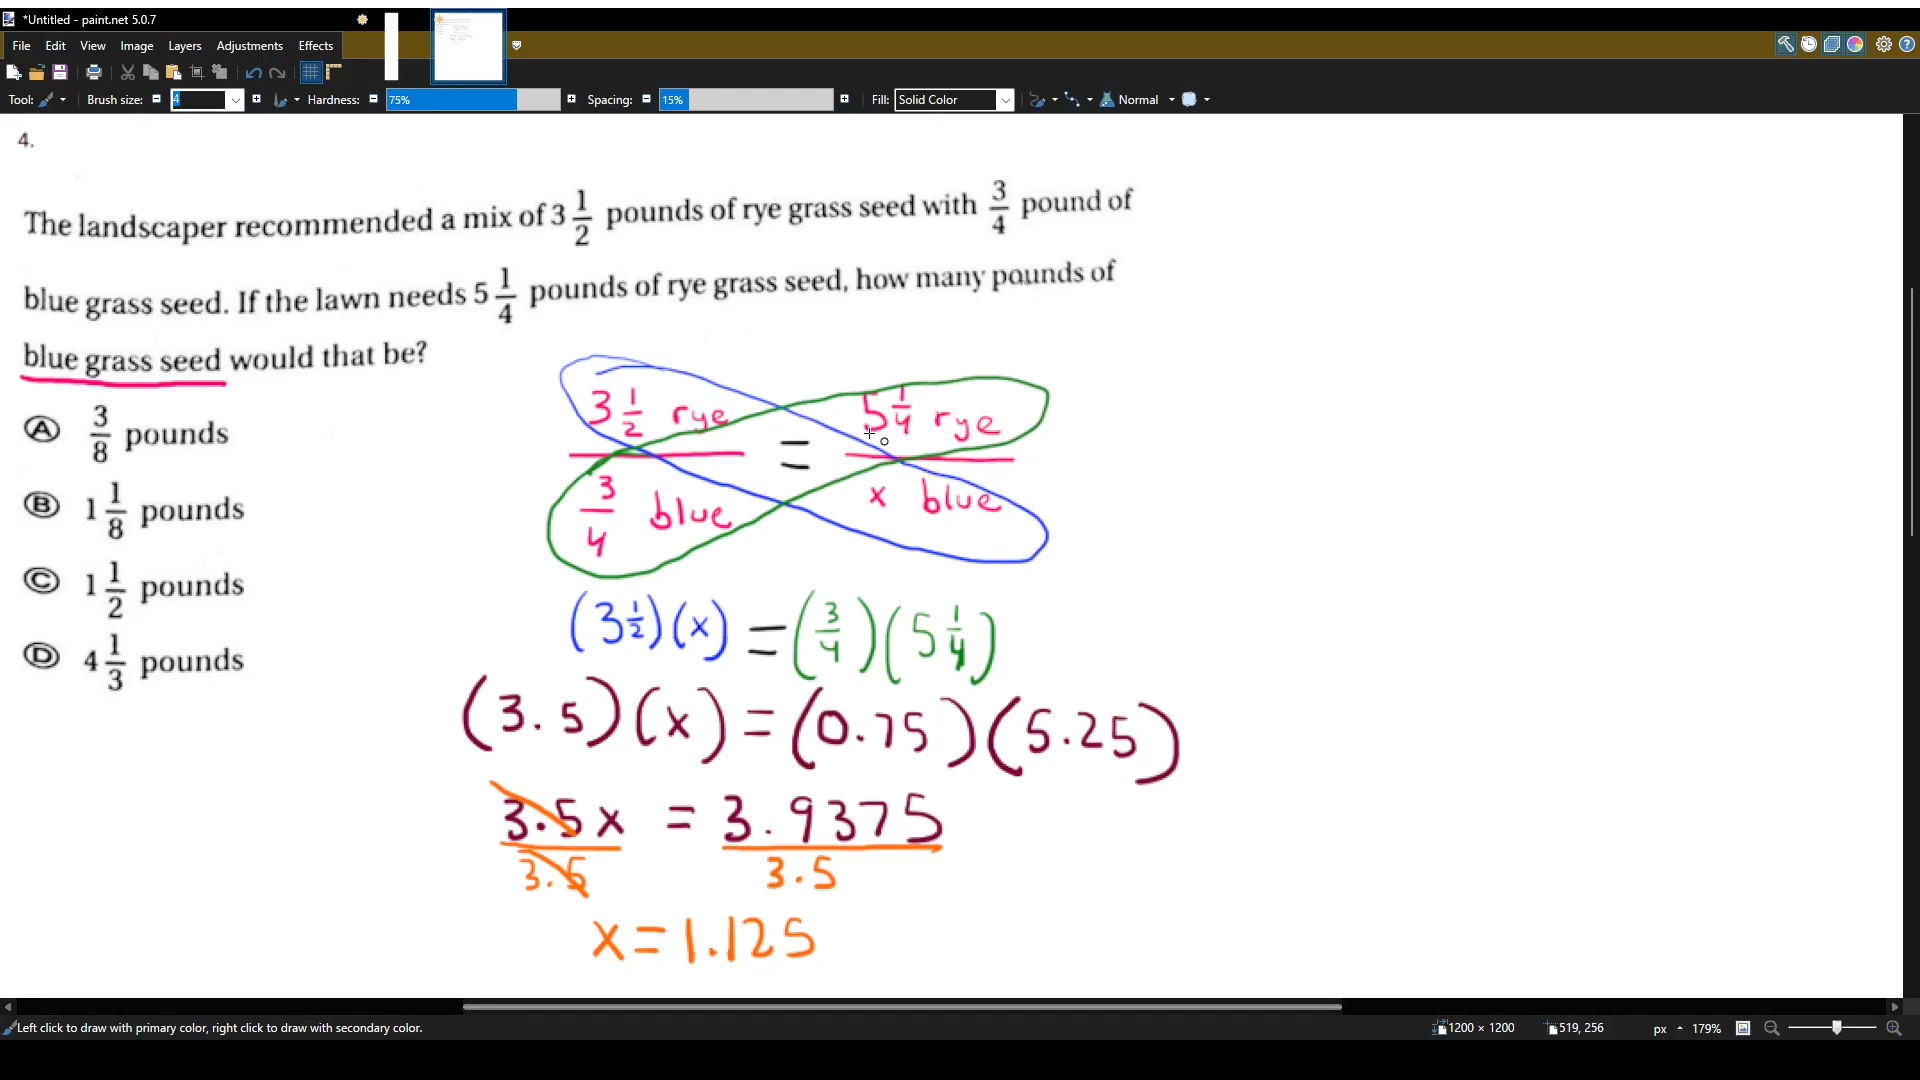 *Untitled - paint.net 5.0.7
File Edit View Image Layers Adjustments Effects
Tool: Brush size: 4 Hardness: 75% Spacing: 15% Fill: Solid Color Normal
4.
The landscaper recommended a mix of 3 1/2 pounds of rye grass seed with 3/4 pound of
blue grass seed. If the lawn needs 5 1/4 pounds of rye grass seed, how many pounds of
blue grass seed would that be?
A 3/8 pounds
B 1 1/8 pounds
C 1 1/2 pounds
D 4 1/3 pounds
3 1/2 rye = 5 1/4 rye
3/4 blue x blue
(3 1/2)(x) = (3/4)(5 1/4)
(3.5)(x) = (0.75)(5.25)
3.5x = 3.9375
3.5 3.5
x = 1.125
Left click to draw with primary color, right click to draw with secondary color. 1200 × 1200 519, 256 px 179%